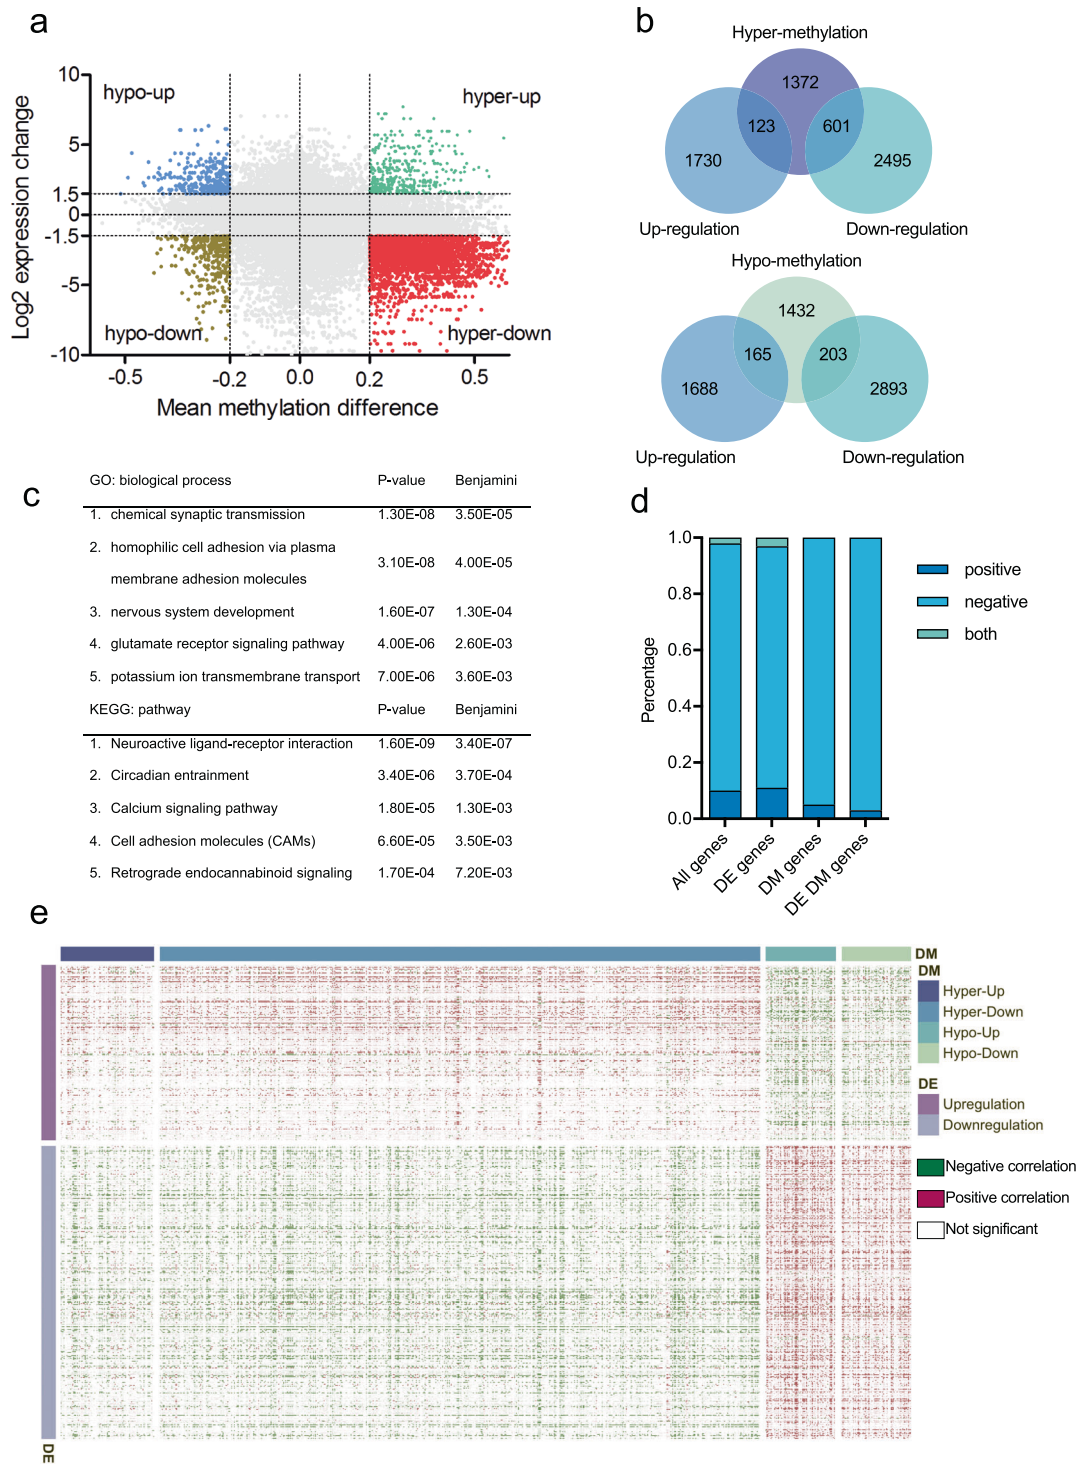 a
10
5
1.5
0
-1.5
-5
-10
Log2 expression change
hypo-up
hyper-up
hypo-down
hyper-down
-0.5
-0.2
0.0
0.2
0.5
Mean methylation difference
b
Hyper-methylation
1372
123
601
1730
2495
Up-regulation
Down-regulation
Hypo-methylation
1432
165
203
1688
2893
Up-regulation
Down-regulation
c
GO: biological process P-value Benjamini
1. chemical synaptic transmission 1.30E-08 3.50E-05
2. homophilic cell adhesion via plasma
membrane adhesion molecules 3.10E-08 4.00E-05
3. nervous system development 1.60E-07 1.30E-04
4. glutamate receptor signaling pathway 4.00E-06 2.60E-03
5. potassium ion transmembrane transport 7.00E-06 3.60E-03
KEGG: pathway P-value Benjamini
1. Neuroactive ligand-receptor interaction 1.60E-09 3.40E-07
2. Circadian entrainment 3.40E-06 3.70E-04
3. Calcium signaling pathway 1.80E-05 1.30E-03
4. Cell adhesion molecules (CAMs) 6.60E-05 3.50E-03
5. Retrograde endocannabinoid signaling 1.70E-04 7.20E-03
d
1.0
0.8
0.6
0.4
0.2
0.0
Percentage
All genes
DE genes
DM genes
DE DM genes
positive
negative
both
e
DM
DM
Hyper-Up
Hyper-Down
Hypo-Up
Hypo-Down
DE
Upregulation
Downregulation
Negative correlation
Positive correlation
Not significant
DE